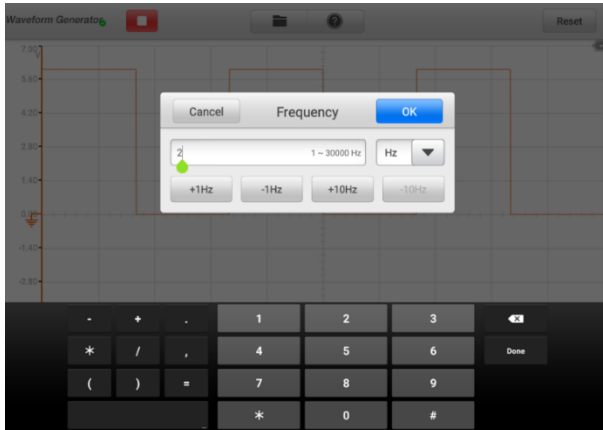 Waveform Generator Reset
7.00
V
5.60
Cancel Frequency OK
4.20
2.80
2 1 ~ 30000 Hz Hz
1.40
+1Hz -1Hz +10Hz -10Hz
0.00
-1.40
-2.80
- + . 1 2 3
* / , 4 5 6 Done
( ) = 7 8 9
* 0 #